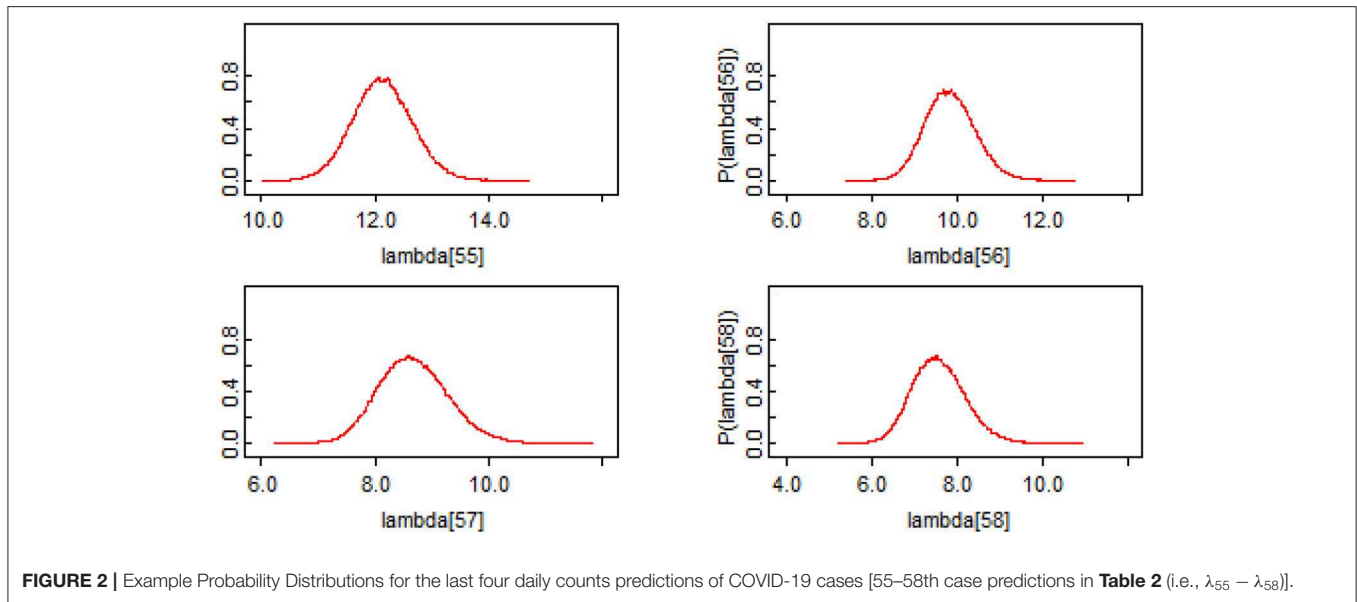 0.0 0.4 0.8
10.0 12.0 14.0
lambda[55]
P(lambda[56])
0.0 0.4 0.8
6.0 8.0 10.0 12.0
lambda[56]
0.0 0.4 0.8
6.0 8.0 10.0
lambda[57]
P(lambda[58])
0.0 0.4 0.8
4.0 6.0 8.0 10.0
lambda[58]
FIGURE 2 | Example Probability Distributions for the last four daily counts predictions of COVID-19 cases [55–58th case predictions in Table 2 (i.e., λ55 − λ58)].